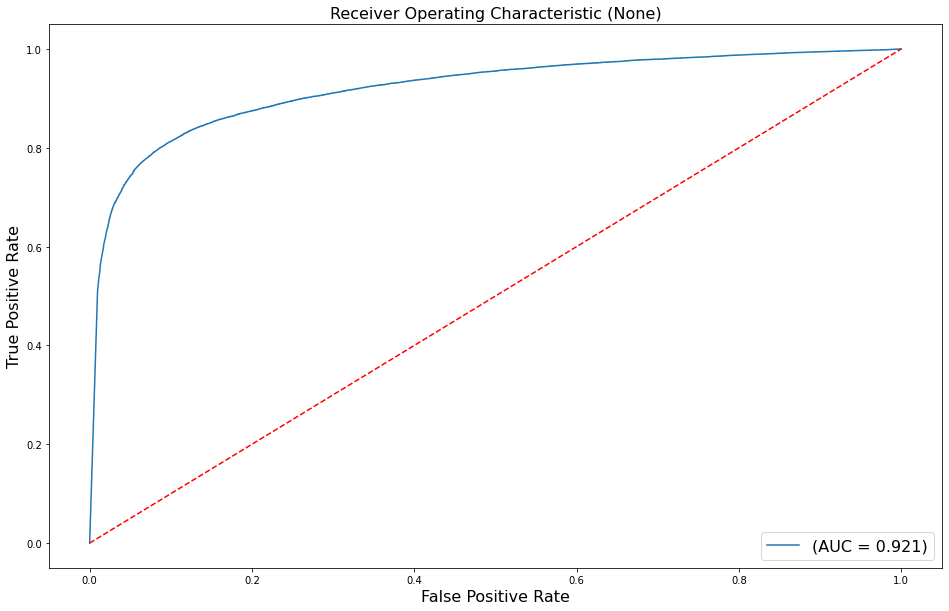 Receiver Operating Characteristic (None)
True Positive Rate
1.0
0.8
0.6
0.4
0.2
0.0
0.0 0.2 0.4 0.6 0.8 1.0
False Positive Rate
(AUC = 0.921)